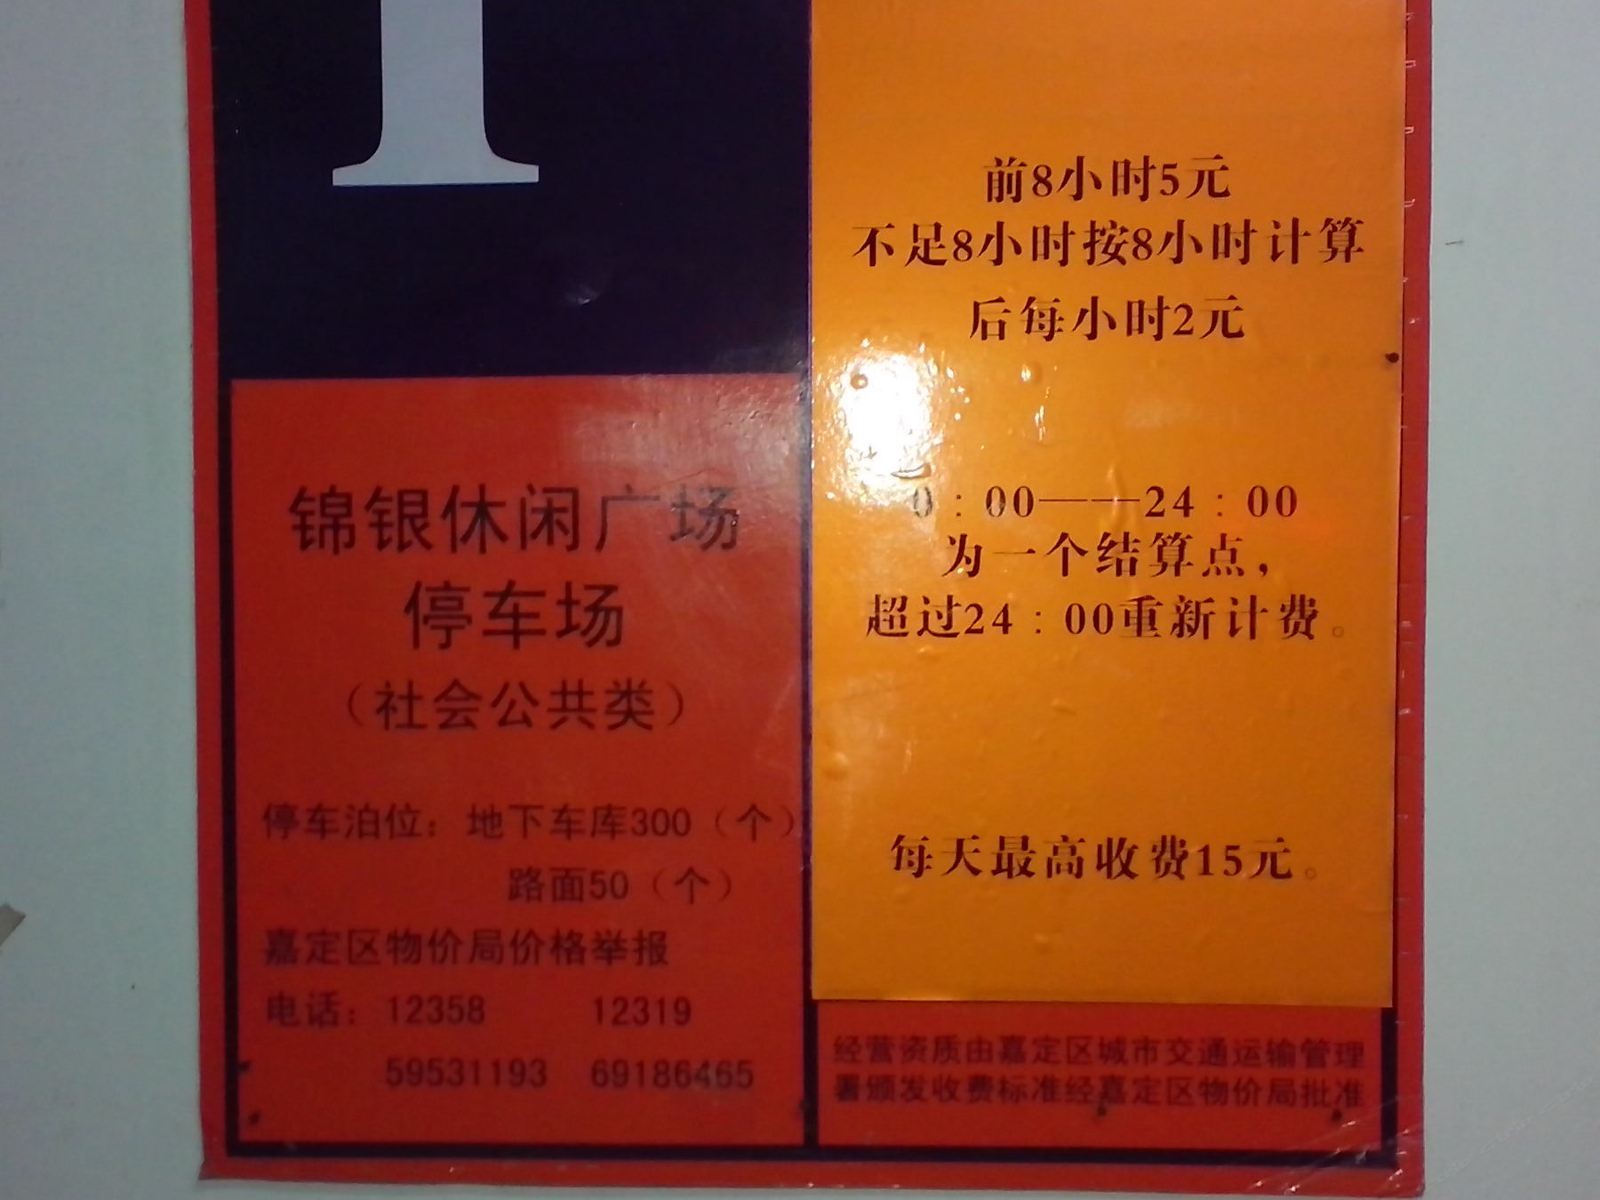 锦银休闲广场
停车场
（社会公共类）
停车泊位：地下车库300（个）
路面50（个）
嘉定区物价局价格举报
电话：12358 12319
59531193 69186465
前8小时5元
不足8小时按8小时计算
后每小时2元
0：00——24：00
为一个结算点，
超过24：00重新计费。
每天最高收费15元。
经营资质由嘉定区城市交通运输管理
署颁发收费标准经嘉定区物价局批准